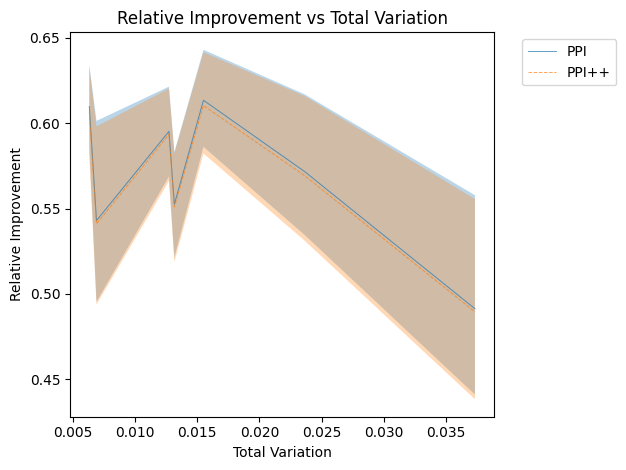 Relative Improvement vs Total Variation
PPI
PPI++
Relative Improvement
0.65
0.60
0.55
0.50
0.45
0.005 0.010 0.015 0.020 0.025 0.030 0.035
Total Variation